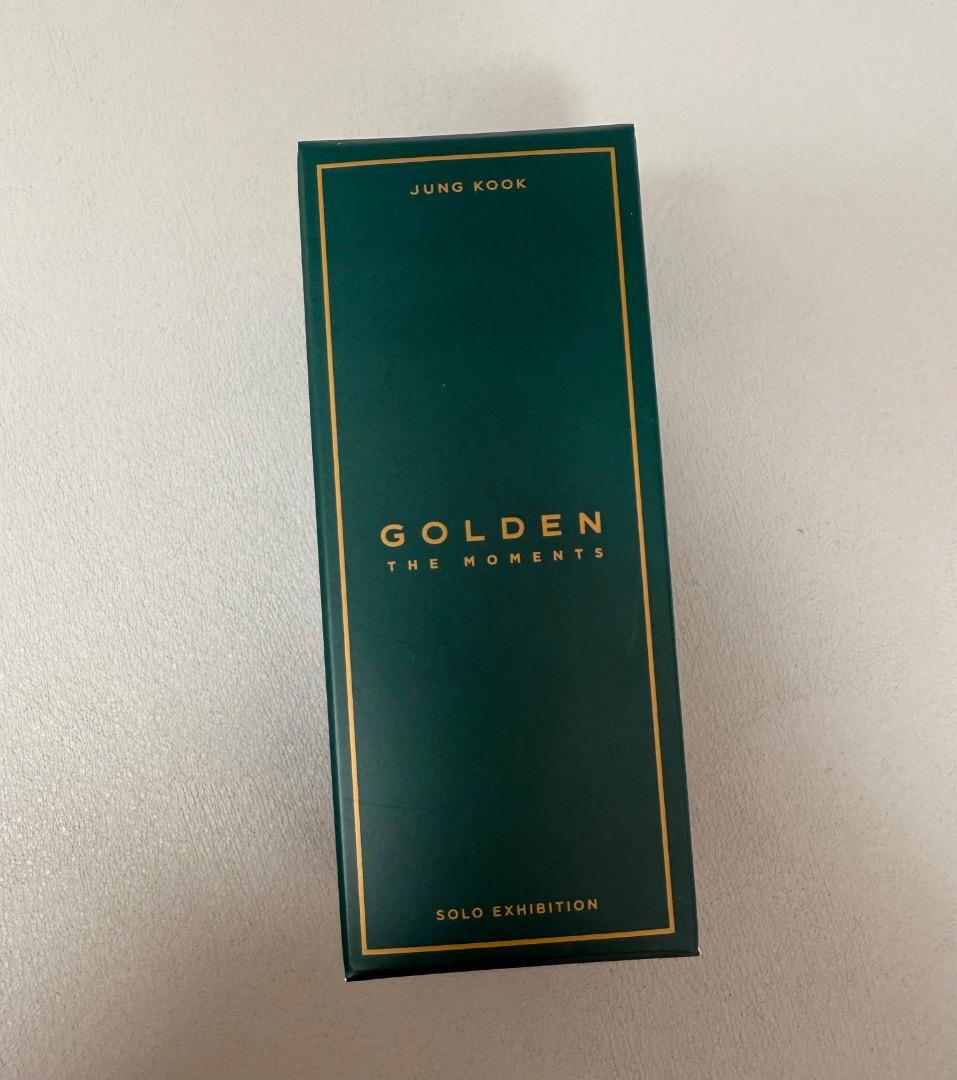 JUNG KOOK
GOLDEN
THE MOMENTS
SOLO EXHIBITION